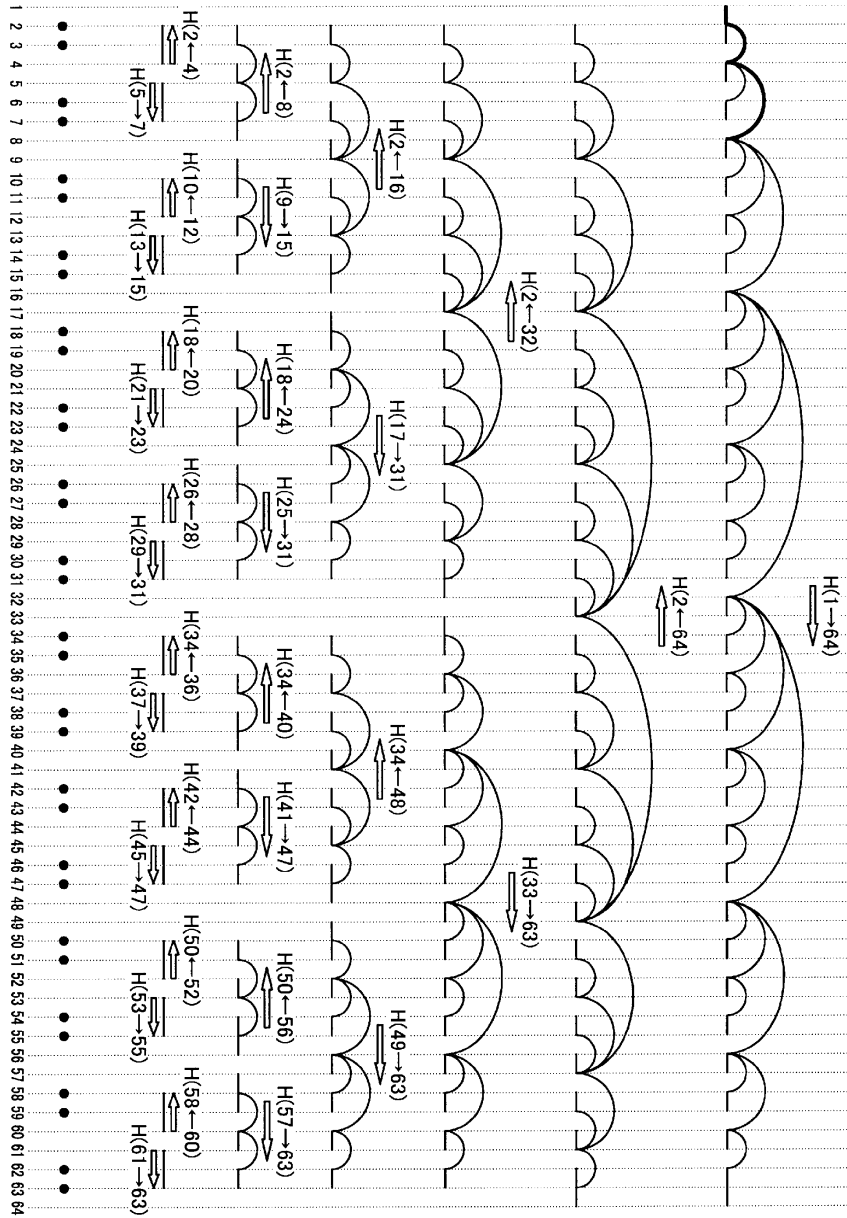 H(1→64)
H(2←64)
H(2←32) H(33→63)
H(2←16) H(17→31) H(34←48) H(49→63)
H(2←8) H(9→15) H(18←24) H(25→31) H(34←40) H(41→47) H(50←56) H(57→63)
H(2←4) H(10←12) H(18←20) H(26←28) H(34←36) H(42←44) H(50←52) H(58←60)
H(5→7) H(13→15) H(21→23) H(29→31) H(37→39) H(45→47) H(53→55) H(61→63)
1 2 3 4 5 6 7 8 9 10 11 12 13 14 15 16 17 18 19 20 21 22 23 24 25 26 27 28 29 30 31 32 33 34 35 36 37 38 39 40 41 42 43 44 45 46 47 48 49 50 51 52 53 54 55 56 57 58 59 60 61 62 63 64